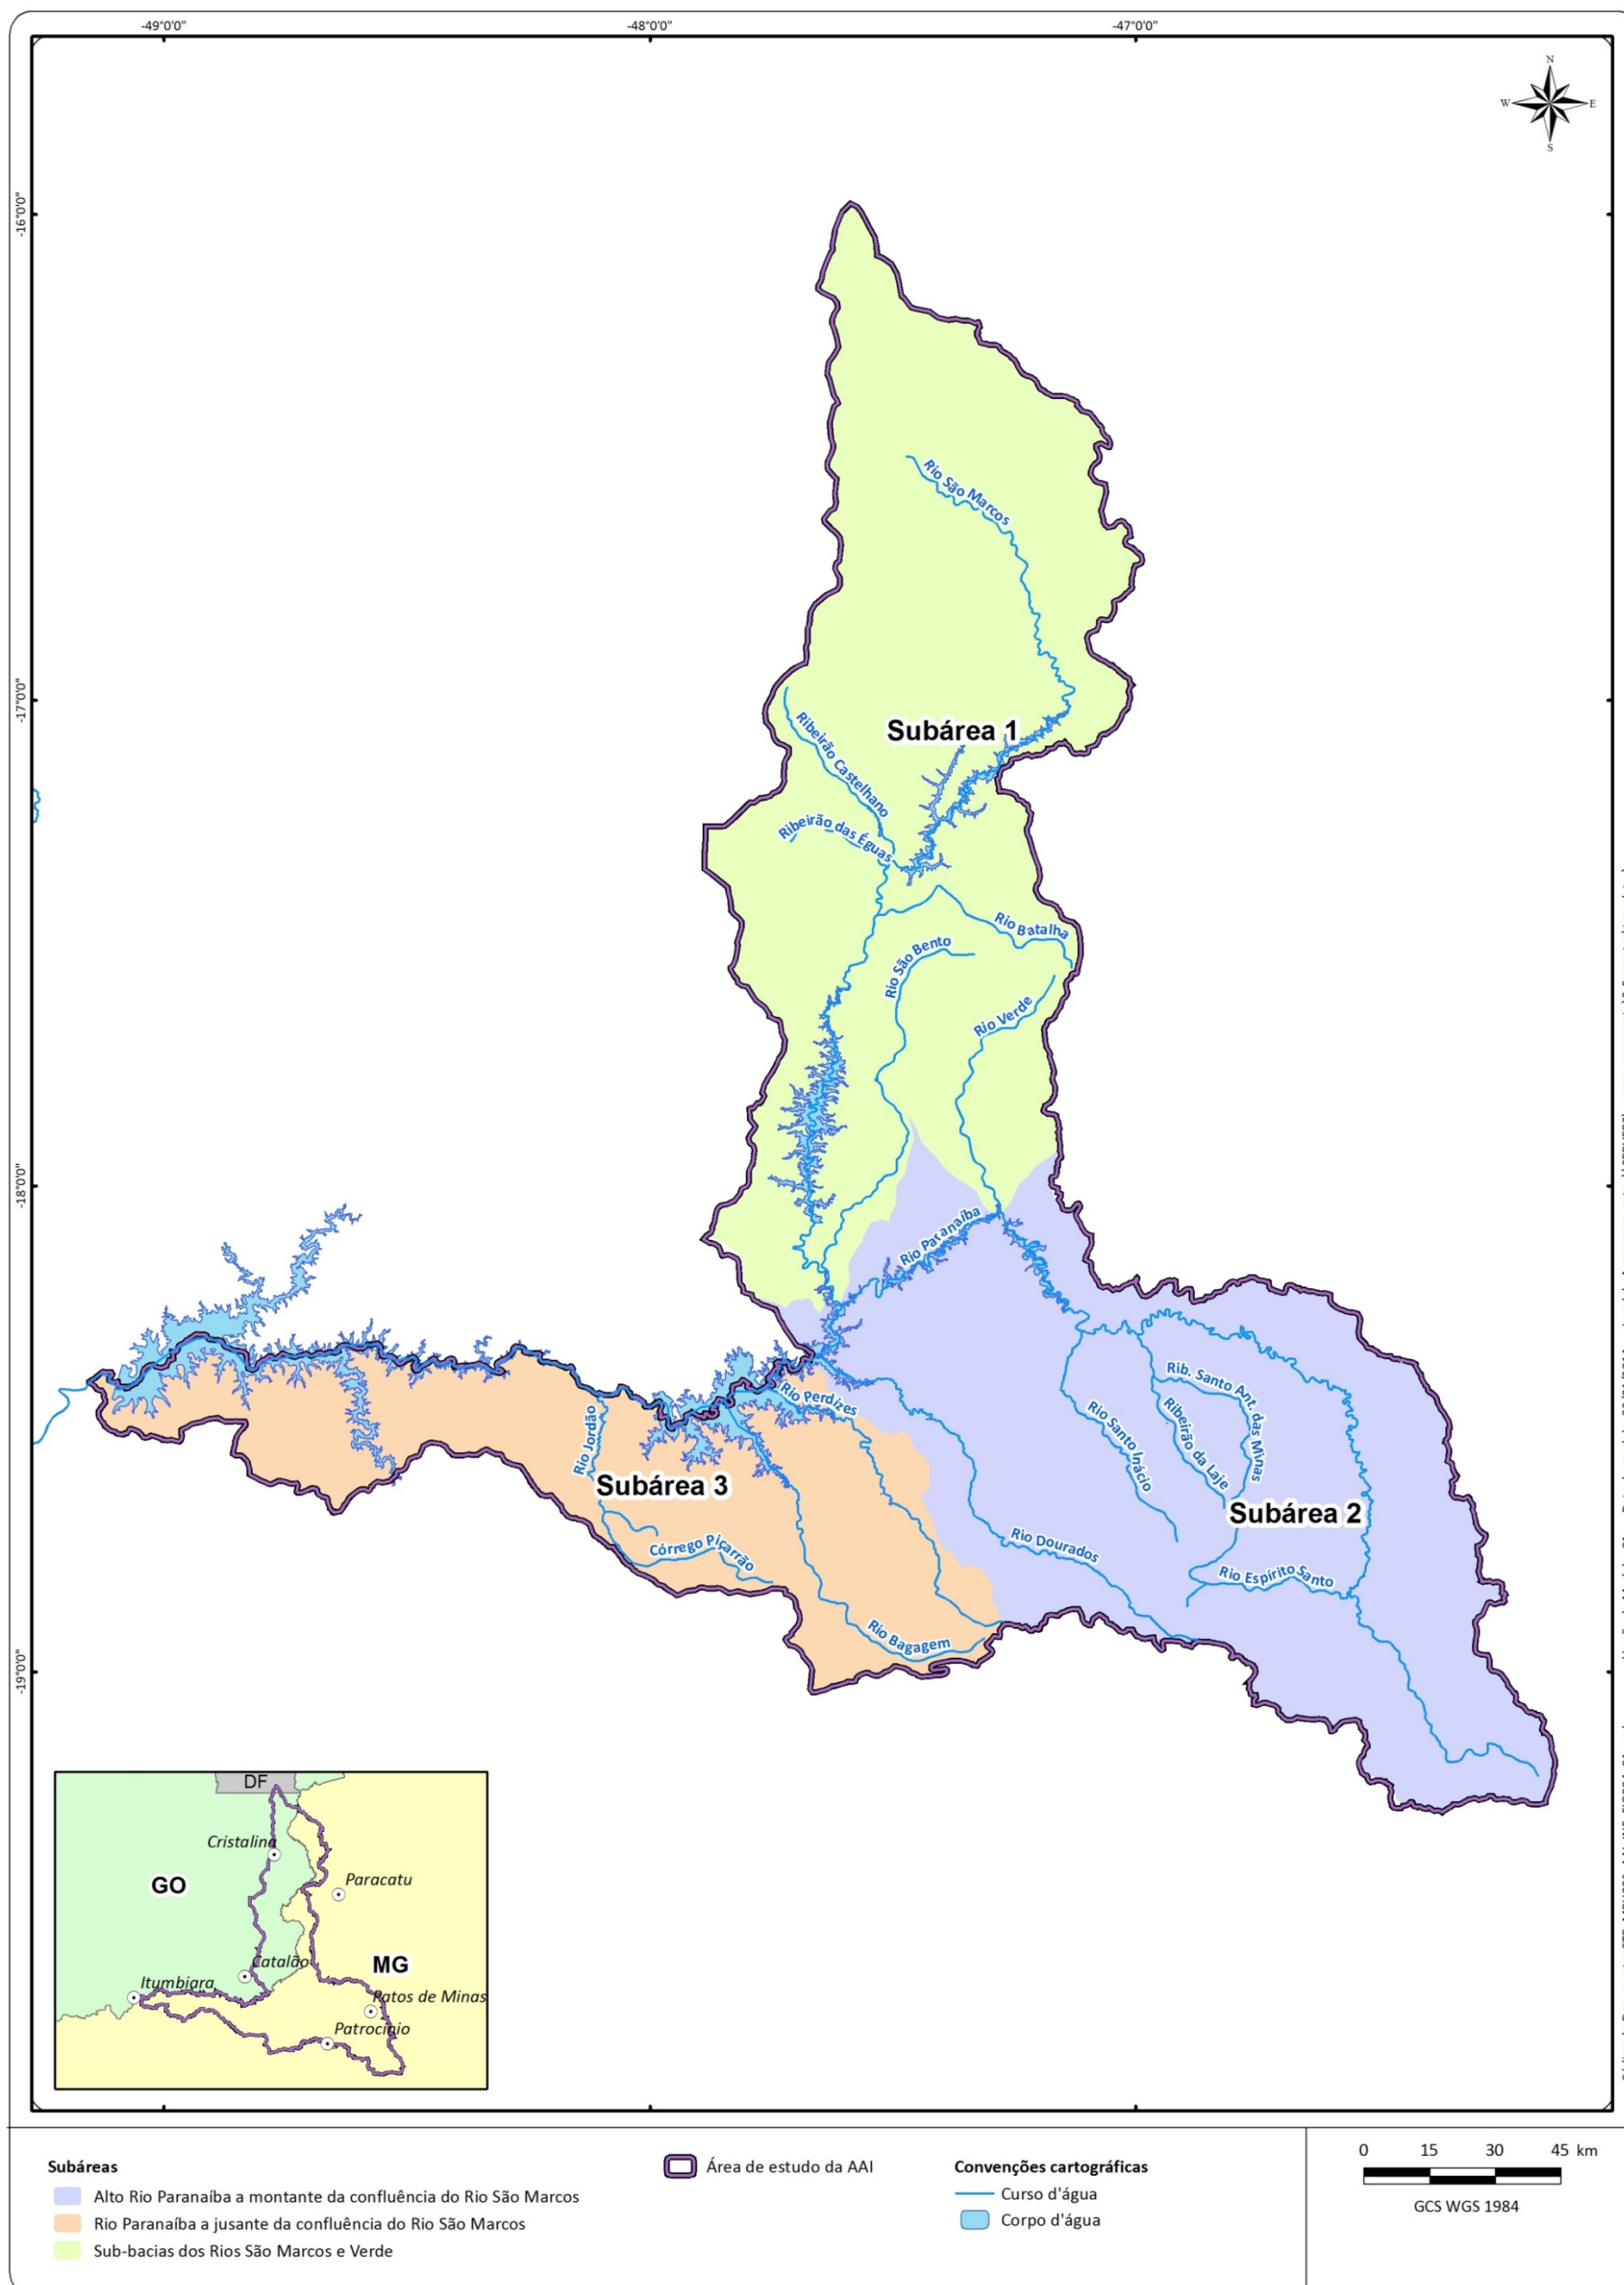 -49°0'0"
-48°0'0"
-47°0'0"
N
W
E
S
-16°0'0"
-17°0'0"
-18°0'0"
-19°0'0"
Rio São Marcos
Subárea 1
Ribeirão Castelhano
Ribeirão das Éguas
Rio Batalha
Rio São Bento
Rio Verde
Rio Paranaíba
Rio Perdizes
Rib. Santo Ant. das Minas
Ribeirão da Laje
Rio Santo Inácio
Rio Jordão
Subárea 3
Subárea 2
Córrego Piçarrão
Rio Dourados
Rio Espírito Santo
Rio Bagagem
DF
Cristalina
GO
Paracatu
Catalão
MG
Itumbiara
Patos de Minas
Patrocínio
Subáreas
Alto Rio Paranaíba a montante da confluência do Rio São Marcos
Rio Paranaíba a jusante da confluência do Rio São Marcos
Sub-bacias dos Rios São Marcos e Verde
Área de estudo da AAI
Convenções cartográficas
Curso d'água
Corpo d'água
0 15 30 45 km
GCS WGS 1984